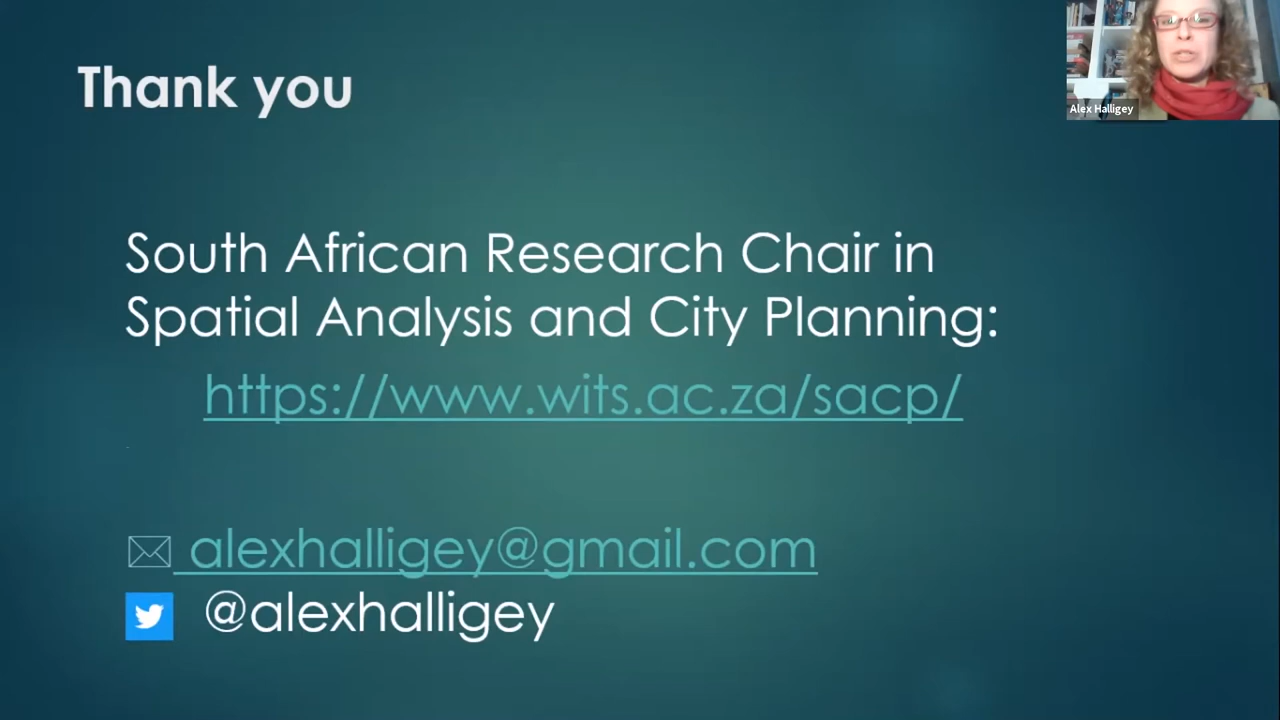 Thank you
Alex Halligey
South African Research Chair in
Spatial Analysis and City Planning:
https://www.wits.ac.za/sacp/
alexhalligey@gmail.com
@alexhalligey